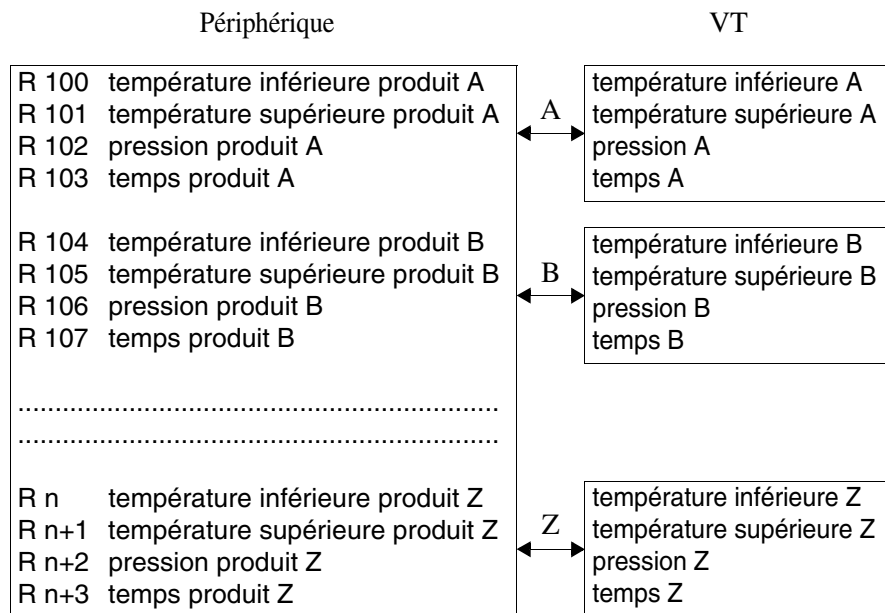 Périphérique VT
R 100 température inférieure produit A
R 101 température supérieure produit A
R 102 pression produit A
R 103 temps produit A
A
température inférieure A
température supérieure A
pression A
temps A
R 104 température inférieure produit B
R 105 température supérieure produit B
R 106 pression produit B
R 107 temps produit B
B
température inférieure B
température supérieure B
pression B
temps B
................................................................
................................................................
R n température inférieure produit Z
R n+1 température supérieure produit Z
R n+2 pression produit Z
R n+3 temps produit Z
Z
température inférieure Z
température supérieure Z
pression Z
temps Z